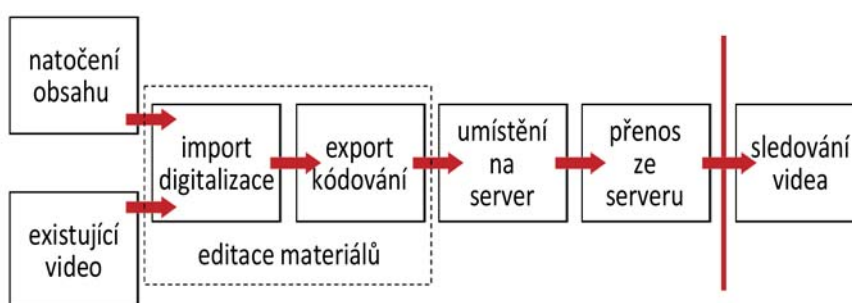 natočení
obsahu
existující
video
import
digitalizace
export
kódování
editace materiálů
umístění
na
server
přenos
ze
serveru
sledování
videa